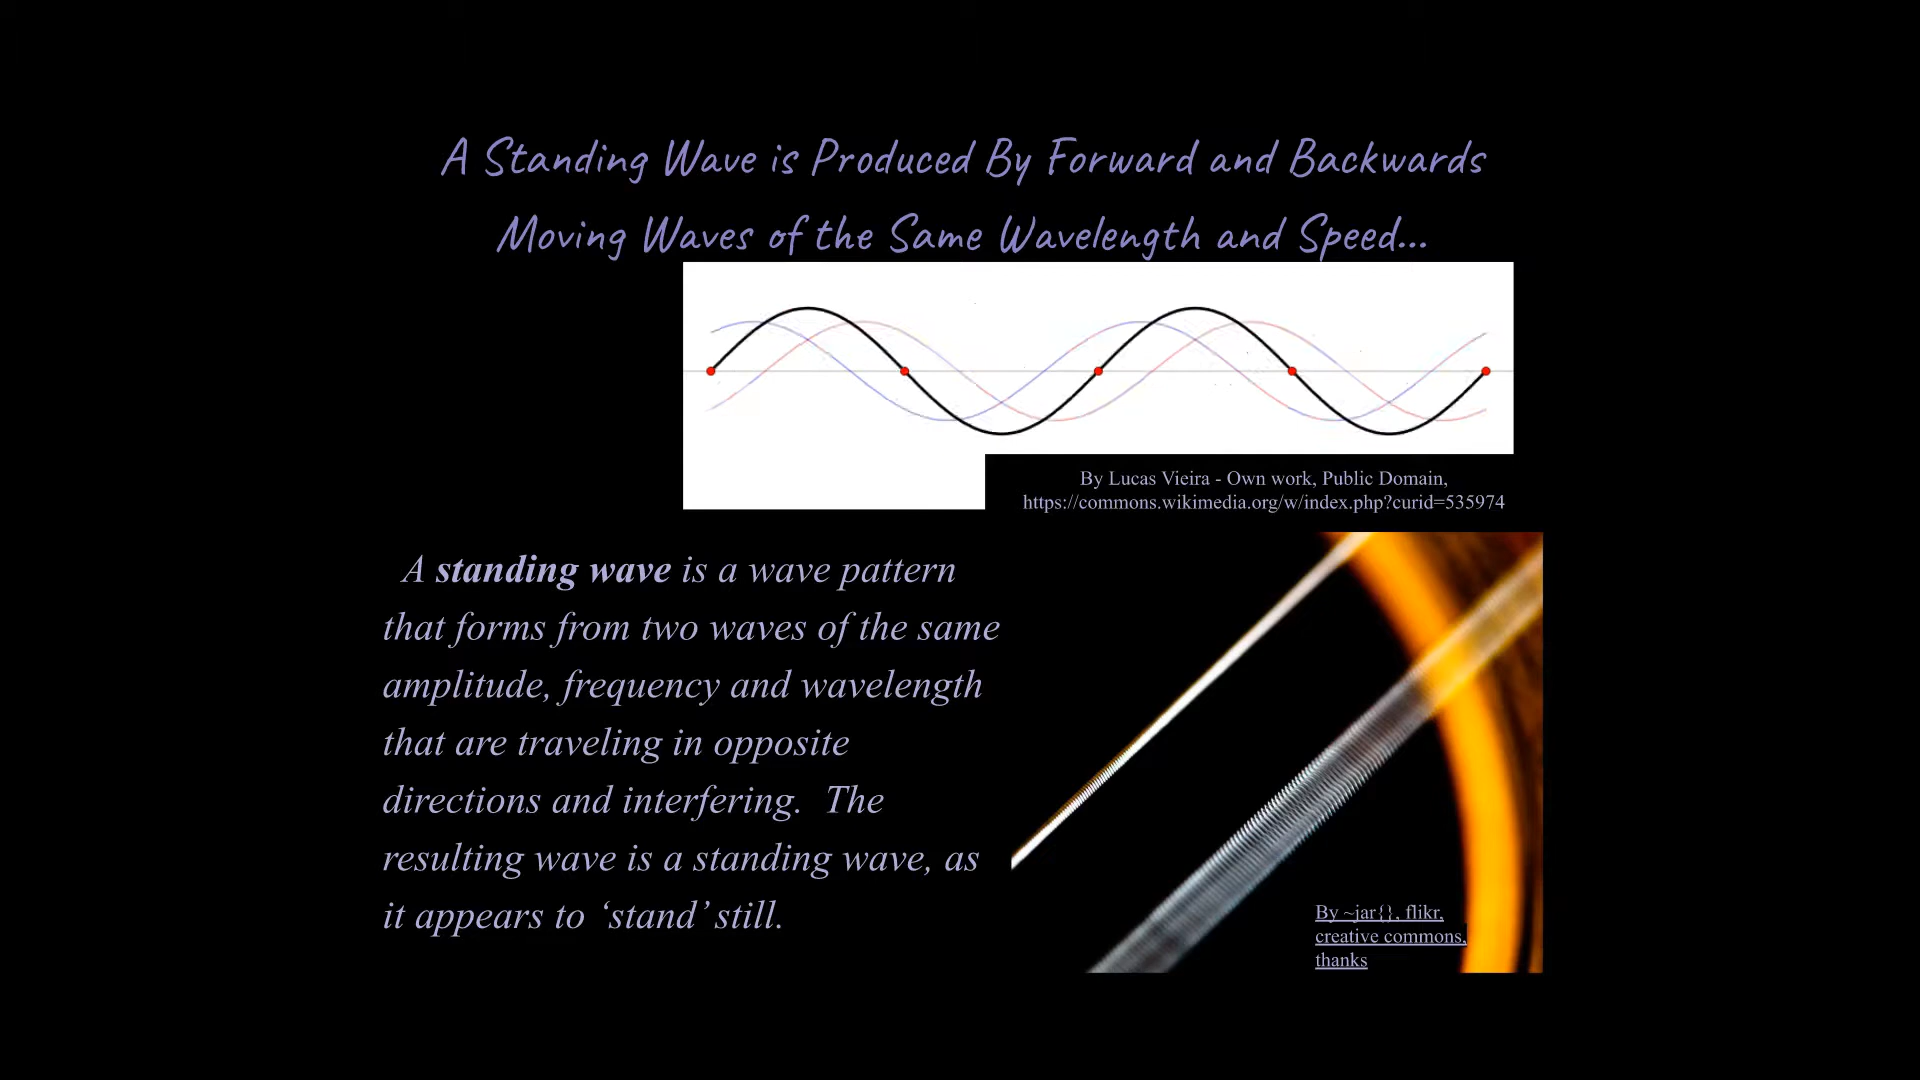 A Standing Wave is Produced By Forward and Backwards
Moving Waves of the Same Wavelength and Speed...
By Lucas Vieira - Own work, Public Domain,
https://commons.wikimedia.org/w/index.php?curid=535974
A standing wave is a wave pattern
that forms from two waves of the same
amplitude, frequency and wavelength
that are traveling in opposite
directions and interfering.  The
resulting wave is a standing wave, as
it appears to ‘stand’ still.
By ~jar{}, flikr,
creative commons,
thanks